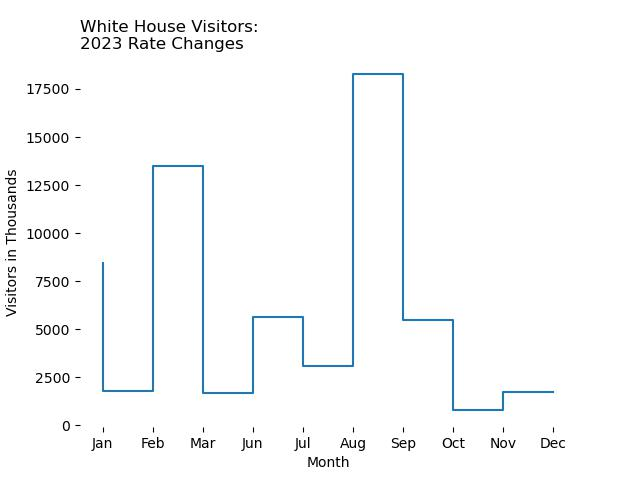 White House Visitors:
2023 Rate Changes
17500
15000
12500
10000
7500
5000
2500
0
Visitors in Thousands
Jan Feb Mar Jun Jul Aug Sep Oct Nov Dec
Month